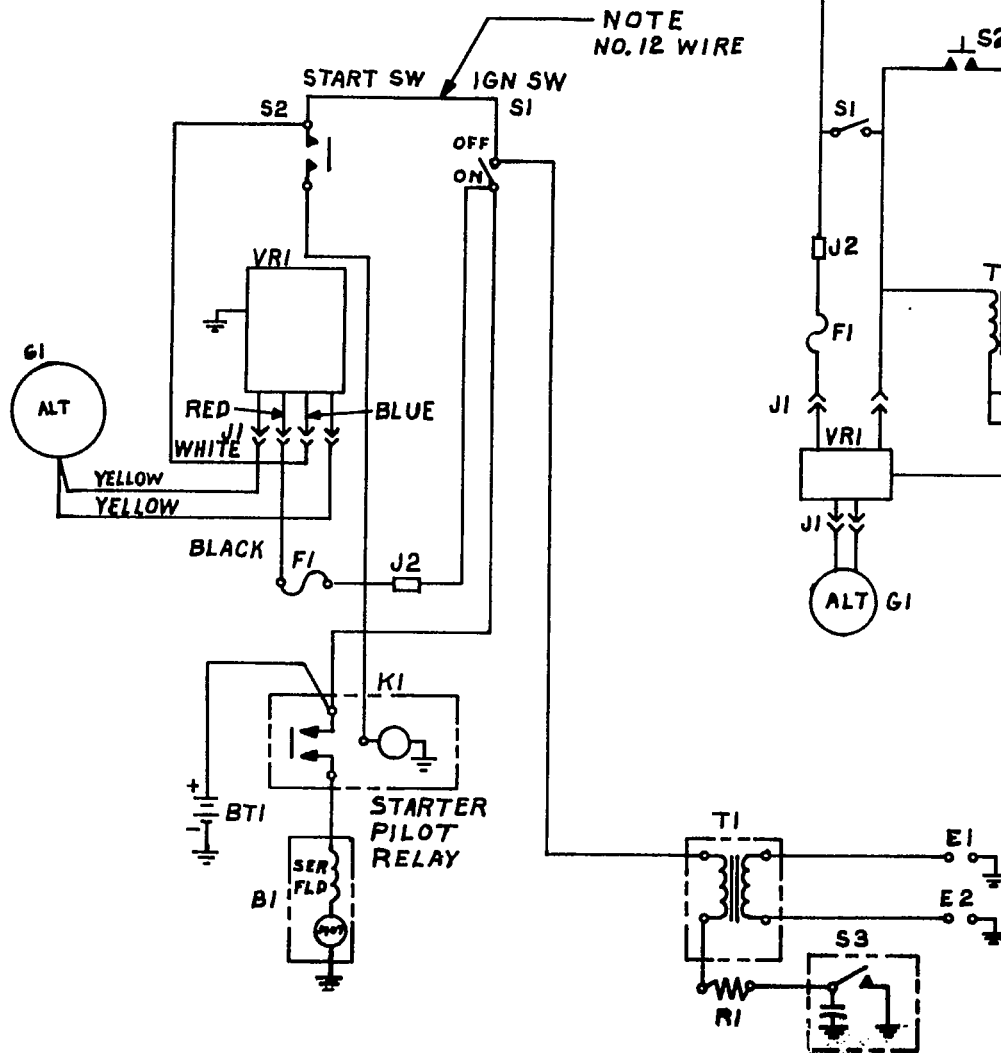 NOTE
NO. 12 WIRE
START SW
IGN SW
S2
S1
OFF
ON
VR1
G1
ALT
RED
BLUE
J1
WHITE
YELLOW
YELLOW
BLACK
F1
J2
K1
+
BT1
-
STARTER
PILOT
RELAY
SER
FLD
B1
MOT
T1
E1
E2
S3
R1
S2
S1
J2
T
F1
J1
VR1
J1
ALT
G1